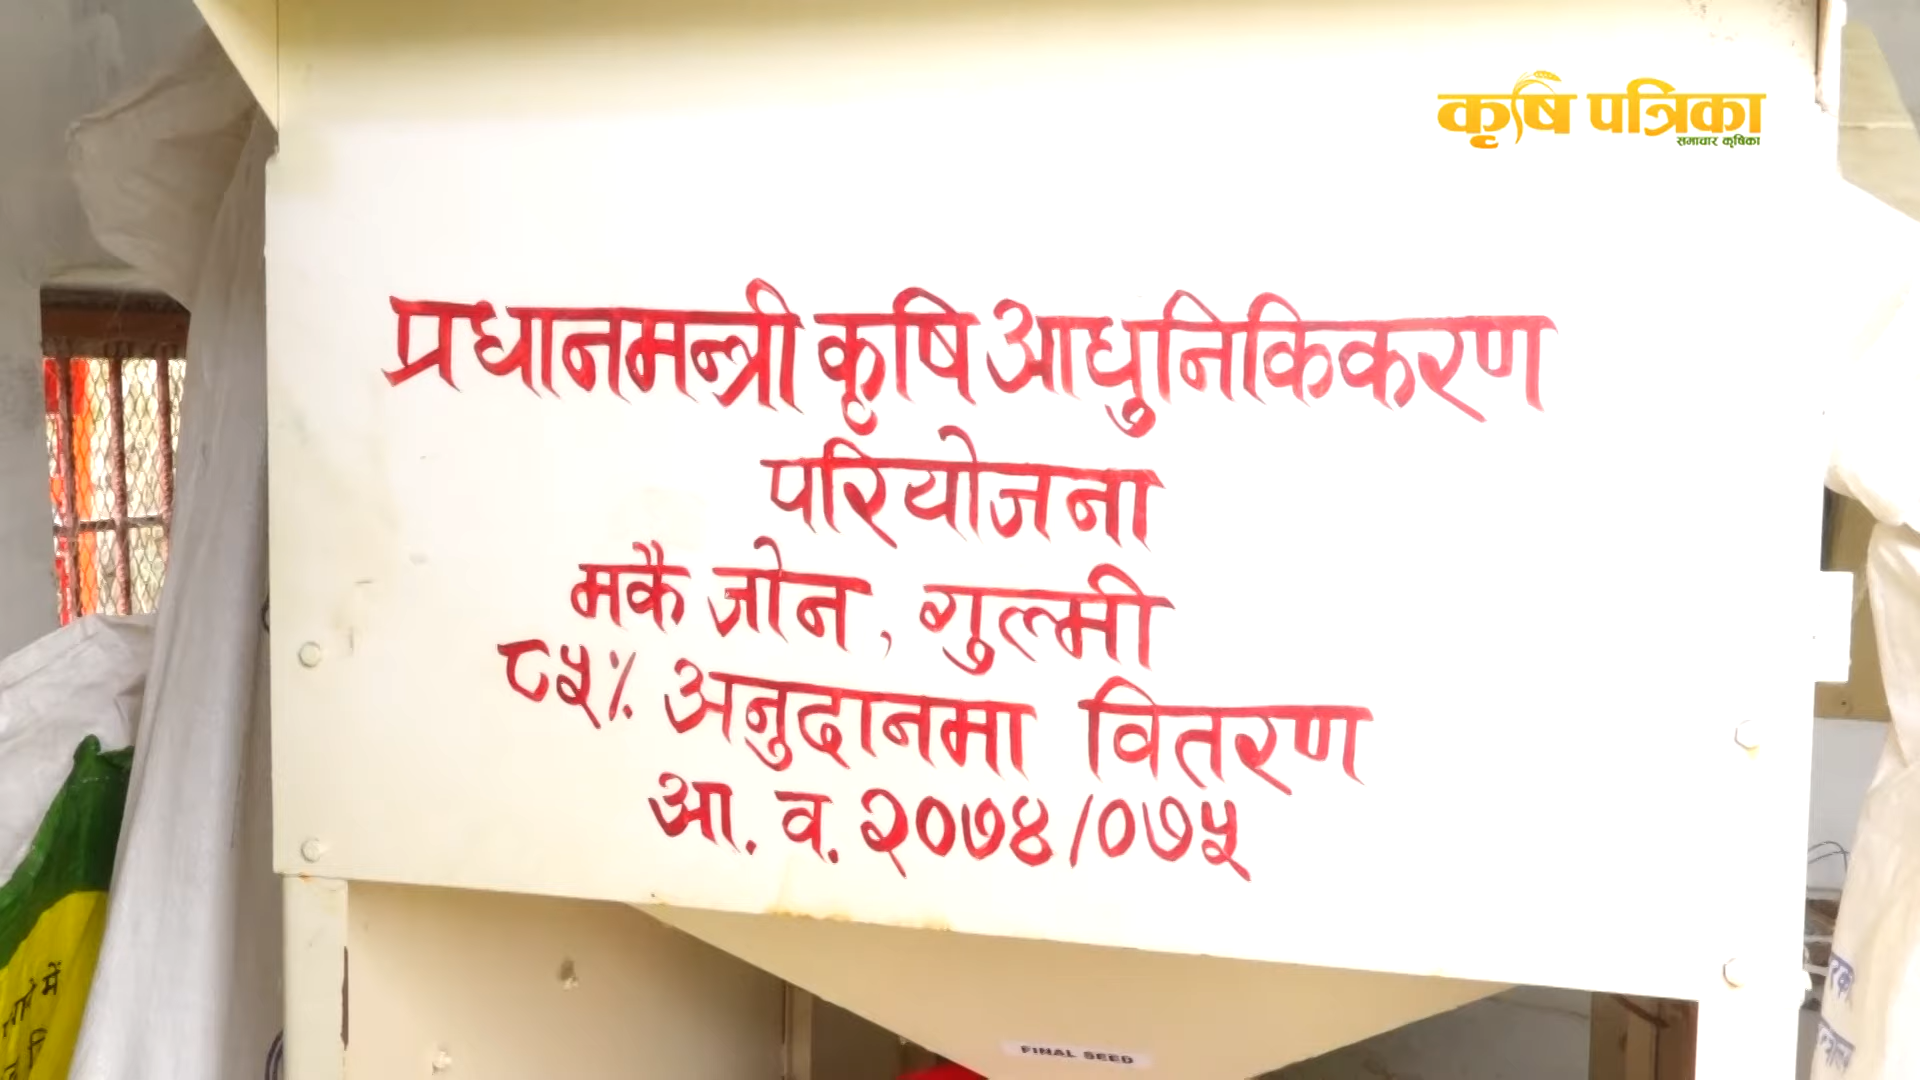 कृषि पत्रिका
समाचार कृषिका
प्रधानमन्त्री कृषि आधुनिकिकरण
परियोजना
मकै जोन, गुल्मी
८५% अनुदानमा वितरण
आ. व. २०७४/०७५
FINAL SEED